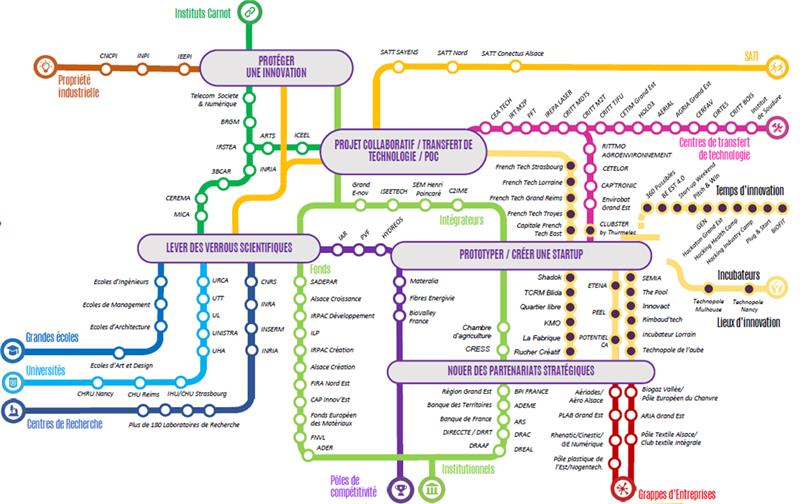 Instituts Carnot
CNCPI
INPI
IEEPI
PROTÉGER
UNE INNOVATION
SATT SAYENS
SATT Nord
SATT Conectus Alsace
SATT
Propriété
industrielle
Telecom Societe
& Numérique
BRGM
IRSTEA
ARTS
ICEEL
3BCAR
INRIA
CEREMA
MICA
PROJET COLLABORATIF / TRANSFERT DE
TECHNOLOGIE / POC
CEA TECH
IRT M2P
PFT
IREPA LASER
CRITT MDTS
CRITT M2T
CRITT TJFU
CETIM Grand Est
HOLO3
AERIAL
AGRIA Grand Est
CERFAV
CIRTES
CRITT BOIS
Institut
de Soudure
Centres de transfert
de technologie
RITTMO
AGROENVIRONNEMENT
CETELOR
CAPTRONIC
Envirobat
Grand Est
CLUBSTER
by Thurmelec
French Tech Strasbourg
French Tech Lorraine
French Tech Grand Reims
French Tech Troyes
Capitale French
Tech East
360 Possibles
BE EST 4.0
Start-up Weekend
Pitch & Win
Temps d'innovation
GEN
Hackaton Grand Est
Hacking Health Camp
Hacking Industry Camp
Plug & Start
BIOFIT
Grand
E-nov
ISEETECH
SEM Henri
Poincaré
C2IME
Intégrateurs
LEVER DES VERROUS SCIENTIFIQUES
IAR
PVF
HYDREOS
PROTOTYPER / CRÉER UNE STARTUP
Incubateurs
Technopole
Mulhouse
Technopole
Nancy
Lieux d'innovation
Ecoles d'Ingénieurs
Ecoles de Management
Ecoles d'Architecture
Grandes écoles
Ecoles d'Art et Design
URCA
UTT
UL
UNISTRA
UHA
CNRS
INRA
INSERM
INRIA
Universités
CHRU Nancy
CHU Reims
IHU/CHU Strasbourg
Centres de Recherche
Plus de 180 Laboratoires de Recherche
Fonds
SADEPAR
Alsace Croissance
IRPAC Développement
ILP
IRPAC Création
Alsace Création
FIRA Nord Est
CAP Innov'Est
Fonds Européen
des Matériaux
FNVL
ADER
Materalia
Fibres Energivie
Biovalley
France
Chambre
d'agriculture
CRESS
Shadok
TCRM Blida
Quartier libre
KMO
La Fabrique
Rucher Créatif
ETENA
PEEL
POTENTIEL
CA
SEMIA
The Pool
Innovact
Rimbaud'tech
Incubateur Lorrain
Technopole de l'aube
NOUER DES PARTENARIATS STRATÉGIQUES
Région Grand Est
Banque des Territoires
Banque de France
DIRECCTE / DRRT
DRAAF
BPI FRANCE
ADEME
ARS
DRAC
DREAL
Aériades/
Aéro Alsace
PLAB Grand Est
Rhenatic/Cinestic/
GE Numérique
Pôle plastique de
l'Est/Nogentech.
Biogaz Vallée/
Pôle Européen du Chanvre
ARIA Grand Est
Pôle Textile Alsace/
Club textile intégrale
Pôles de
compétitivité
Institutionnels
Grappes d'Entreprises